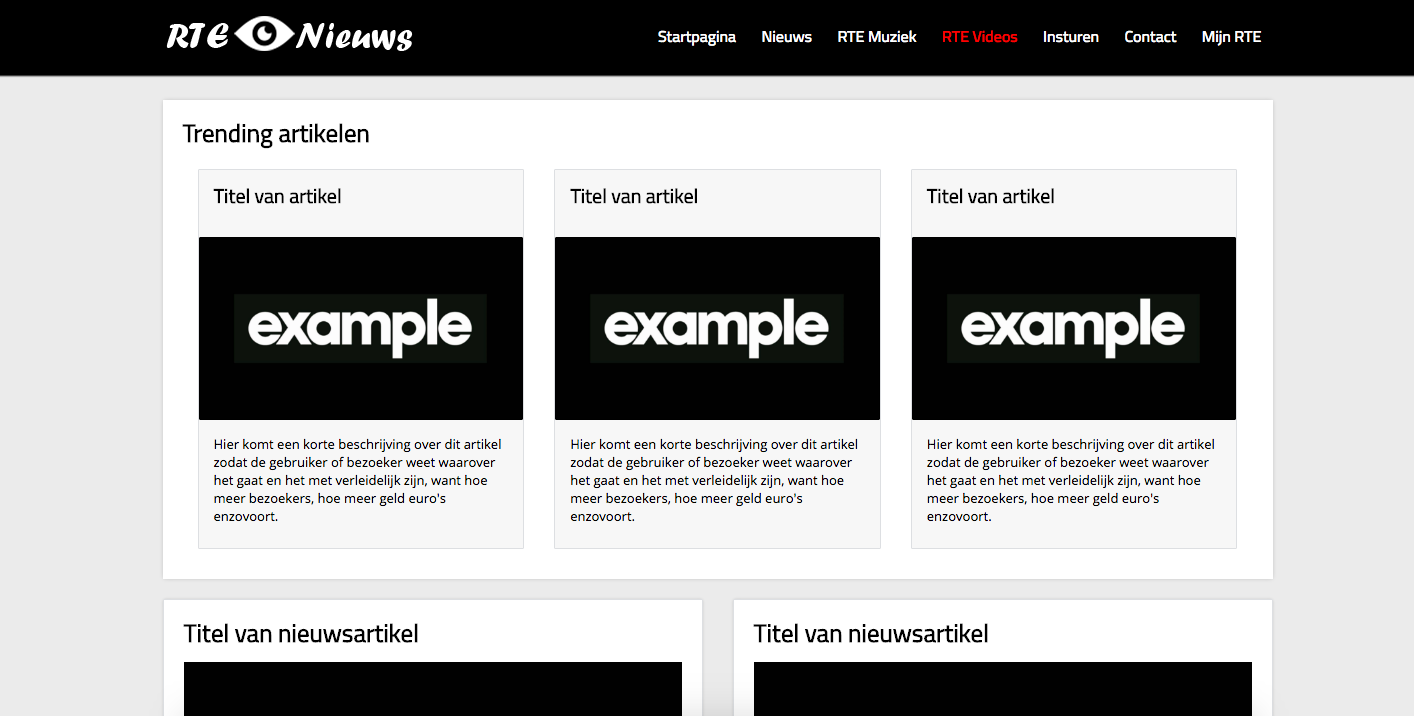 RTE Nieuws
Startpagina Nieuws RTE Muziek RTE Videos Insturen Contact Mijn RTE
Trending artikelen
Titel van artikel
example
Hier komt een korte beschrijving over dit artikel
zodat de gebruiker of bezoeker weet waarover
het gaat en het met verleidelijk zijn, want hoe
meer bezoekers, hoe meer geld euro's
enzovoort.
Titel van artikel
example
Hier komt een korte beschrijving over dit artikel
zodat de gebruiker of bezoeker weet waarover
het gaat en het met verleidelijk zijn, want hoe
meer bezoekers, hoe meer geld euro's
enzovoort.
Titel van artikel
example
Hier komt een korte beschrijving over dit artikel
zodat de gebruiker of bezoeker weet waarover
het gaat en het met verleidelijk zijn, want hoe
meer bezoekers, hoe meer geld euro's
enzovoort.
Titel van nieuwsartikel
Titel van nieuwsartikel